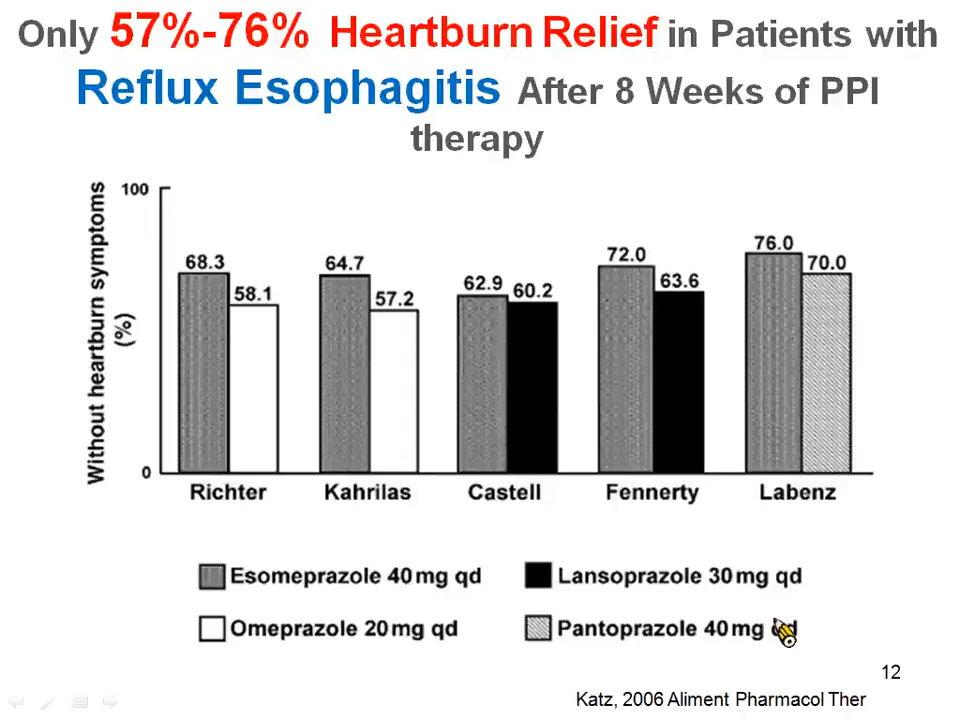 Only 57%-76% Heartburn Relief in Patients with
Reflux Esophagitis After 8 Weeks of PPI
therapy
Without heartburn symptoms
(%)
100
0
68.3
58.1
64.7
57.2
62.9
60.2
72.0
63.6
76.0
70.0
Richter
Kahrilas
Castell
Fennerty
Labenz
Esomeprazole 40 mg qd
Lansoprazole 30 mg qd
Omeprazole 20 mg qd
Pantoprazole 40 mg qd
12
Katz, 2006 Aliment Pharmacol Ther